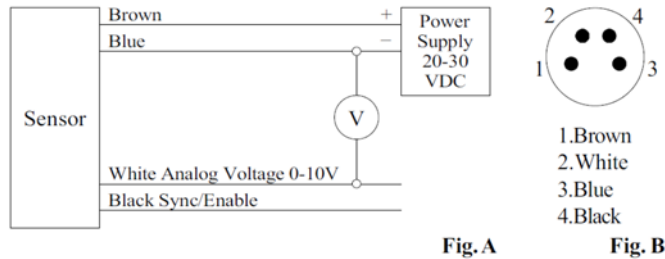 Brown
+
Blue
−
Power
Supply
20-30
VDC
Sensor
V
White Analog Voltage 0-10V
Black Sync/Enable
Fig. A
2
4
1
3
1.Brown
2.White
3.Blue
4.Black
Fig. B